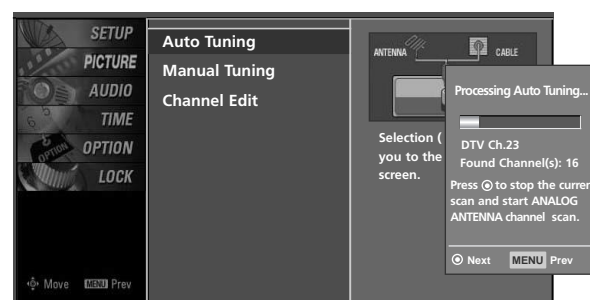 SETUP
PICTURE
AUDIO
TIME
OPTION
LOCK
Move MENU Prev
Auto Tuning
Manual Tuning
Channel Edit
ANTENNA
CABLE
Selection (
you to the
screen.
Processing Auto Tuning...
DTV Ch.23
Found Channel(s): 16
Press to stop the curren
scan and start ANALOG
ANTENNA channel scan.
Next MENU Prev